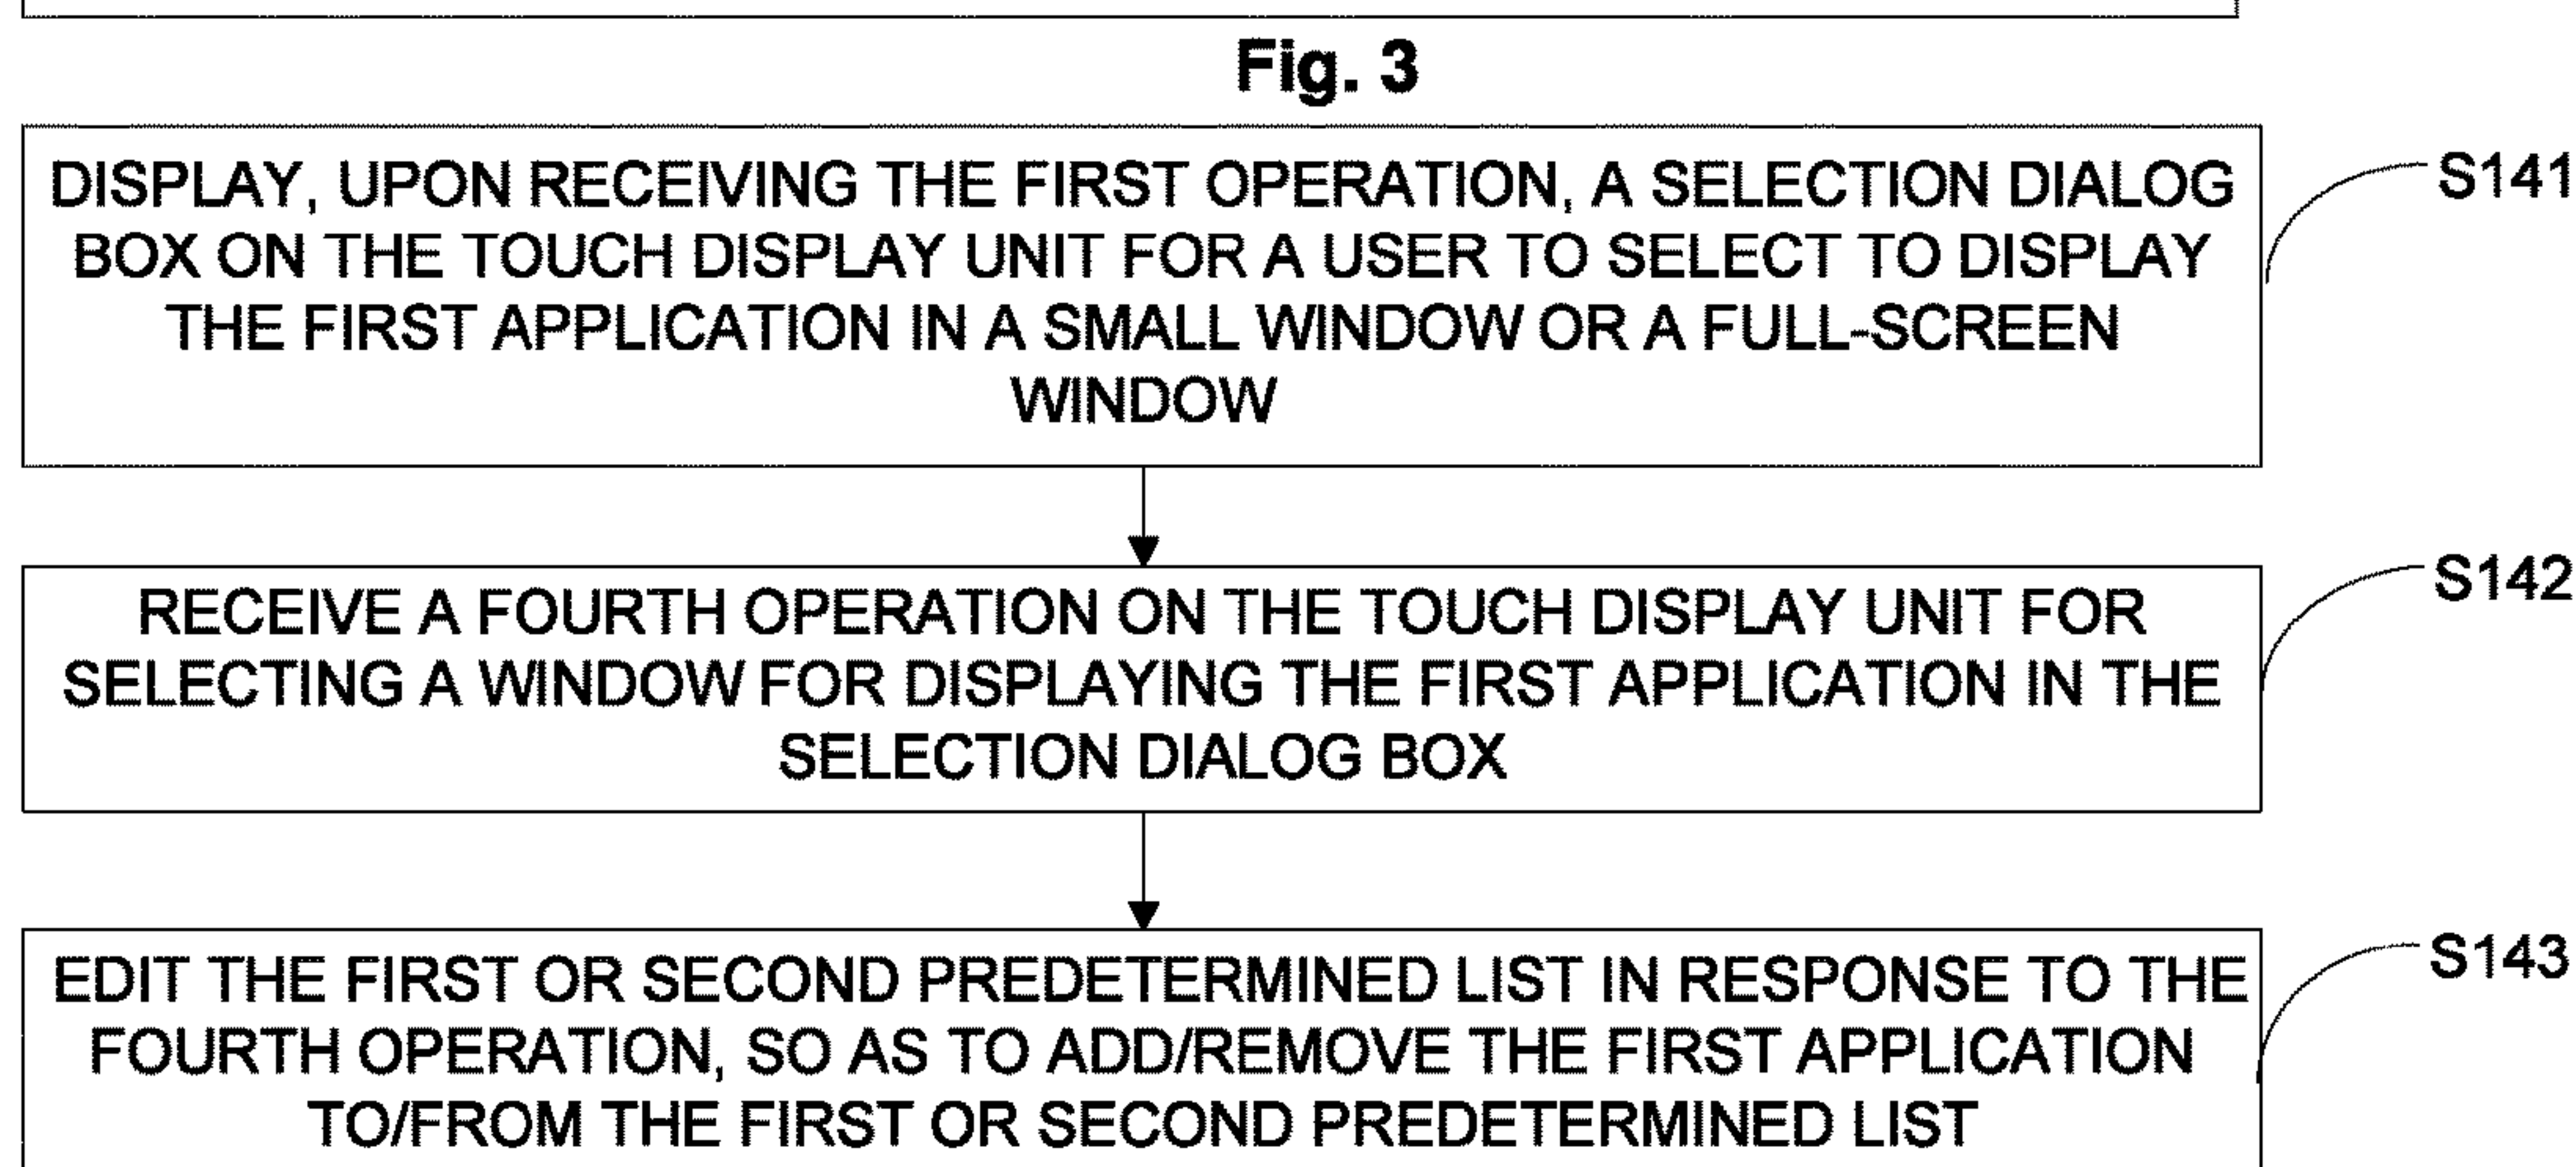 Fig. 3
DISPLAY, UPON RECEIVING THE FIRST OPERATION, A SELECTION DIALOG
BOX ON THE TOUCH DISPLAY UNIT FOR A USER TO SELECT TO DISPLAY
THE FIRST APPLICATION IN A SMALL WINDOW OR A FULL-SCREEN
WINDOW
S141
RECEIVE A FOURTH OPERATION ON THE TOUCH DISPLAY UNIT FOR
SELECTING A WINDOW FOR DISPLAYING THE FIRST APPLICATION IN THE
SELECTION DIALOG BOX
S142
EDIT THE FIRST OR SECOND PREDETERMINED LIST IN RESPONSE TO THE
FOURTH OPERATION, SO AS TO ADD/REMOVE THE FIRST APPLICATION
TO/FROM THE FIRST OR SECOND PREDETERMINED LIST
S143